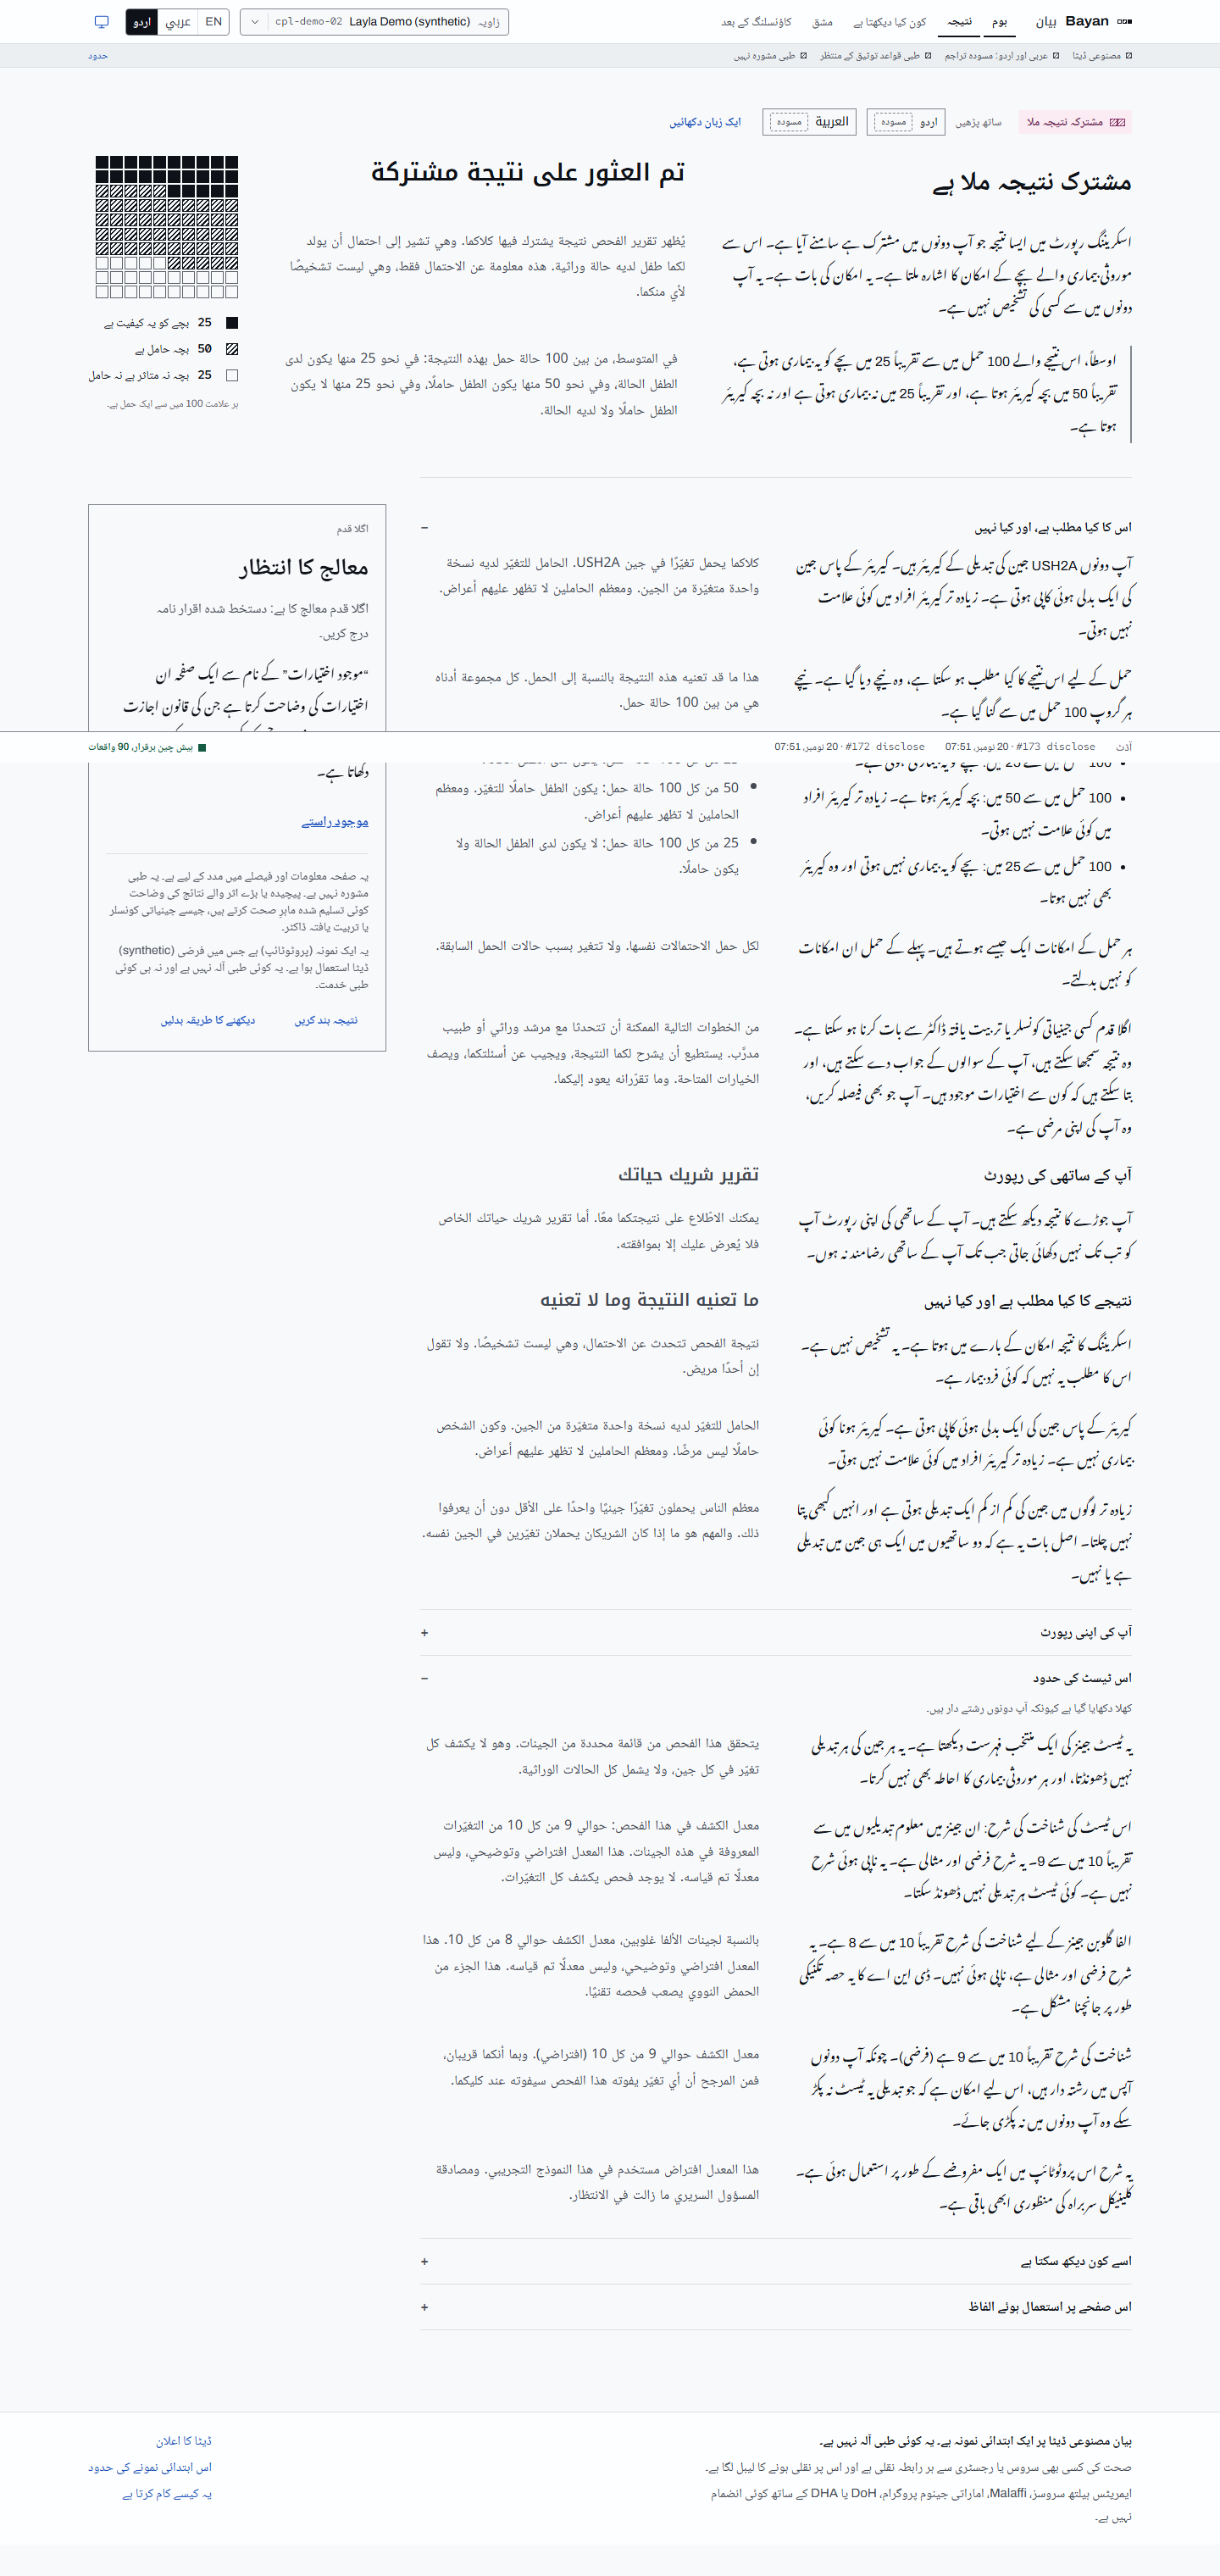 Bayan بيان
ہوم
نتیجہ
کون کیا دیکھتا ہے
مشق
کاؤنسلنگ کے بعد
زاویہ Layla Demo (synthetic) cpl-demo-02
EN عربي اردو
مصنوعی ڈیٹا
عربی اور اردو: مسودہ تراجم
طبی قواعد توثیق کے منتظر
طبی مشورہ نہیں
حدود
مشترکہ نتیجہ ملا
ساتھ پڑھیں
اردو مسودہ
العربية مسودہ
ایک زبان دکھائیں
مشترک نتیجہ ملا ہے
اسکریننگ رپورٹ میں ایسا نتیجہ جو آپ دونوں میں مشترک ہے سامنے آیا ہے۔ اس سے
موروثی بیماری والے بچے کے امکان کا اشارہ ملتا ہے۔ یہ امکان کی بات ہے۔ یہ آپ
دونوں میں سے کسی کی تشخیص نہیں ہے۔
اوسطاً، اس نتیجے والے 100 حمل میں سے تقریباً 25 میں بچے کو یہ بیماری ہوتی ہے،
تقریباً 50 میں بچہ کیریئر ہوتا ہے، اور تقریباً 25 میں نہ بیماری ہوتی ہے اور نہ بچہ کیریئر
ہوتا ہے۔
تم العثور على نتيجة مشتركة
يُظهر تقرير الفحص نتيجة يشترك فيها كلاكما. وهي تشير إلى احتمال أن يولد
لكما طفل لديه حالة وراثية. هذه معلومة عن الاحتمال فقط، وهي ليست تشخيصًا
لأي منكما.
في المتوسط، من بين 100 حالة حمل بهذه النتيجة: في نحو 25 منها يكون لدى
الطفل الحالة، وفي نحو 50 منها يكون الطفل حاملًا، وفي نحو 25 منها لا يكون
الطفل حاملًا ولا لديه الحالة.
25 بچے کو یہ کیفیت ہے
50 بچہ حامل ہے
25 بچہ نہ متاثر ہے نہ حامل
ہر علامت 100 میں سے ایک حمل ہے۔
اس کا کیا مطلب ہے، اور کیا نہیں
−
آپ دونوں USH2A جین کی تبدیلی کے کیریئر ہیں۔ کیریئر کے پاس جین
کی ایک بدلی ہوئی کاپی ہوتی ہے۔ زیادہ تر کیریئر افراد میں کوئی علامت
نہیں ہوتی۔
كلاكما يحمل تغيّرًا في جين USH2A. الحامل للتغيّر لديه نسخة
واحدة متغيّرة من الجين. ومعظم الحاملين لا تظهر عليهم أعراض.
حمل کے لیے اس نتیجے کا کیا مطلب ہو سکتا ہے، وہ نیچے دیا گیا ہے۔ نیچے
ہر گروپ 100 حمل میں سے گنا گیا ہے۔
هذا ما قد تعنيه هذه النتيجة بالنسبة إلى الحمل. كل مجموعة أدناه
هي من بين 100 حالة حمل.
آڈٹ
#173 disclose · 20 نومبر، 07:51
#172 disclose · 20 نومبر، 07:51
ہیش چین برقرار، 90 واقعات
100 حمل میں سے 50 میں: بچہ کیریئر ہوتا ہے۔ زیادہ تر کیریئر افراد
میں کوئی علامت نہیں ہوتی۔
100 حمل میں سے 25 میں: بچے کو یہ بیماری نہیں ہوتی اور وہ کیریئر
بھی نہیں ہوتا۔
50 من كل 100 حالة حمل: يكون الطفل حاملًا للتغيّر. ومعظم
الحاملين لا تظهر عليهم أعراض.
25 من كل 100 حالة حمل: لا يكون لدى الطفل الحالة ولا
يكون حاملًا.
ہر حمل کے امکانات ایک جیسے ہوتے ہیں۔ پہلے کے حمل ان امکانات
کو نہیں بدلتے۔
لكل حمل الاحتمالات نفسها. ولا تتغير بسبب حالات الحمل السابقة.
اگلا قدم کسی جینیاتی کونسلر یا تربیت یافتہ ڈاکٹر سے بات کرنا ہو سکتا ہے۔
وہ نتیجہ سمجھا سکتے ہیں، آپ کے سوالوں کے جواب دے سکتے ہیں، اور
بتا سکتے ہیں کہ کون سے اختیارات موجود ہیں۔ آپ جو بھی فیصلہ کریں،
وہ آپ کی اپنی مرضی ہے۔
من الخطوات التالية الممكنة أن تتحدثا مع مرشد وراثي أو طبيب
مدرَّب. يستطيع أن يشرح لكما النتيجة، ويجيب عن أسئلتكما، ويصف
الخيارات المتاحة. وما تقرّرانه يعود إليكما.
آپ کے ساتھی کی رپورٹ
آپ جوڑے کا نتیجہ دیکھ سکتے ہیں۔ آپ کے ساتھی کی اپنی رپورٹ آپ
کو تب تک نہیں دکھائی جاتی جب تک آپ کے ساتھی رضامند نہ ہوں۔
تقرير شريك حياتك
يمكنك الاطّلاع على نتيجتكما معًا. أما تقرير شريك حياتك الخاص
فلا يُعرض عليك إلا بموافقته.
نتیجے کا کیا مطلب ہے اور کیا نہیں
اسکریننگ کا نتیجہ امکان کے بارے میں ہوتا ہے۔ یہ تشخیص نہیں ہے۔
اس کا مطلب یہ نہیں کہ کوئی فرد بیمار ہے۔
ما تعنيه النتيجة وما لا تعنيه
نتيجة الفحص تتحدث عن الاحتمال، وهي ليست تشخيصًا. ولا تقول
إن أحدًا مريض.
کیریئر کے پاس جین کی ایک بدلی ہوئی کاپی ہوتی ہے۔ کیریئر ہونا کوئی
بیماری نہیں ہے۔ زیادہ تر کیریئر افراد میں کوئی علامت نہیں ہوتی۔
الحامل للتغيّر لديه نسخة واحدة متغيّرة من الجين. وكون الشخص
حاملًا ليس مرضًا. ومعظم الحاملين لا تظهر عليهم أعراض.
زیادہ تر لوگوں میں جین کی کم از کم ایک تبدیلی ہوتی ہے اور انہیں کبھی پتا
نہیں چلتا۔ اصل بات یہ ہے کہ دو ساتھیوں میں ایک ہی جین میں تبدیلی
ہے یا نہیں۔
معظم الناس يحملون تغيّرًا جينيًا واحدًا على الأقل دون أن يعرفوا
ذلك. والمهم هو ما إذا كان الشريكان يحملان تغيّرين في الجين نفسه.
آپ کی اپنی رپورٹ
+
اس ٹیسٹ کی حدود
−
کھلا دکھایا گیا ہے کیونکہ آپ دونوں رشتے دار ہیں۔
یہ ٹیسٹ جینز کی ایک منتخب فہرست دیکھتا ہے۔ یہ ہر جین کی ہر تبدیلی
نہیں ڈھونڈتا، اور ہر موروثی بیماری کا احاطہ بھی نہیں کرتا۔
يتحقق هذا الفحص من قائمة محددة من الجينات. وهو لا يكشف كل
تغيّر في كل جين، ولا يشمل كل الحالات الوراثية.
اس ٹیسٹ کی شناخت کی شرح: ان جینز میں معلوم تبدیلیوں میں سے
تقریباً 10 میں سے 9۔ یہ شرح فرضی اور مثالی ہے۔ یہ ناپی ہوئی شرح
نہیں ہے۔ کوئی ٹیسٹ ہر تبدیلی نہیں ڈھونڈ سکتا۔
معدل الكشف في هذا الفحص: حوالي 9 من كل 10 من التغيّرات
المعروفة في هذه الجينات. هذا المعدل افتراضي وتوضيحي، وليس
معدلًا تم قياسه. لا يوجد فحص يكشف كل التغيّرات.
الفا گلوبن جینز کے لیے شناخت کی شرح تقریباً 10 میں سے 8 ہے۔ یہ
شرح فرضی اور مثالی ہے، ناپی ہوئی نہیں۔ ڈی این اے کا یہ حصہ تکنیکی
طور پر جانچنا مشکل ہے۔
بالنسبة لجينات الألفا غلوبين، معدل الكشف حوالي 8 من كل 10. هذا
المعدل افتراضي وتوضيحي، وليس معدلًا تم قياسه. هذا الجزء من
الحمض النووي يصعب فحصه تقنيًا.
شناخت کی شرح تقریباً 10 میں سے 9 ہے (فرضی)۔ چونکہ آپ دونوں
آپس میں رشتہ دار ہیں، اس لیے امکان ہے کہ جو تبدیلی یہ ٹیسٹ نہ پکڑ
سکے وہ آپ دونوں میں نہ پکڑی جائے۔
معدل الكشف حوالي 9 من كل 10 (افتراضي). وبما أنكما قريبان،
فمن المرجح أن أي تغيّر يفوته هذا الفحص سيفوته عند كليكما.
یہ شرح اس پروٹوٹائپ میں ایک مفروضے کے طور پر استعمال ہوئی ہے۔
کلینیکل سربراہ کی منظوری ابھی باقی ہے۔
هذا المعدل افتراض مستخدم في هذا النموذج التجريبي. ومصادقة
المسؤول السريري ما زالت في الانتظار.
اسے کون دیکھ سکتا ہے
+
اس صفحے پر استعمال ہوئے الفاظ
+
اگلا قدم
معالج کا انتظار
اگلا قدم معالج کا ہے: دستخط شدہ اقرار نامہ
درج کریں۔
“موجود اختیارات” کے نام سے ایک صفحہ ان
اختیارات کی وضاحت کرتا ہے جن کی قانون اجازت
دکھاتا ہے۔
موجود راستے
یہ صفحہ معلومات اور فیصلے میں مدد کے لیے ہے۔ یہ طبی
مشورہ نہیں ہے۔ پیچیدہ یا بڑے اثر والے نتائج کی وضاحت
کوئی تسلیم شدہ ماہرِ صحت کرتے ہیں، جیسے جینیاتی کونسلر
یا تربیت یافتہ ڈاکٹر۔
یہ ایک نمونہ (پروٹوٹائپ) ہے جس میں فرضی (synthetic)
ڈیٹا استعمال ہوا ہے۔ یہ کوئی طبی آلہ نہیں ہے اور نہ ہی کوئی
طبی خدمت۔
نتیجہ بند کریں
دیکھنے کا طریقہ بدلیں
بیان مصنوعی ڈیٹا پر ایک ابتدائی نمونہ ہے۔ یہ کوئی طبی آلہ نہیں ہے۔
صحت کی کسی بھی سروس یا رجسٹری سے ہر رابطہ نقلی ہے اور اس پر نقلی ہونے کا لیبل لگا ہے۔
ایمریٹس ہیلتھ سروسز، Malaffi، اماراتی جینوم پروگرام، DoH یا DHA کے ساتھ کوئی انضمام
نہیں ہے۔
ڈیٹا کا اعلان
اس ابتدائی نمونے کی حدود
یہ کیسے کام کرتا ہے